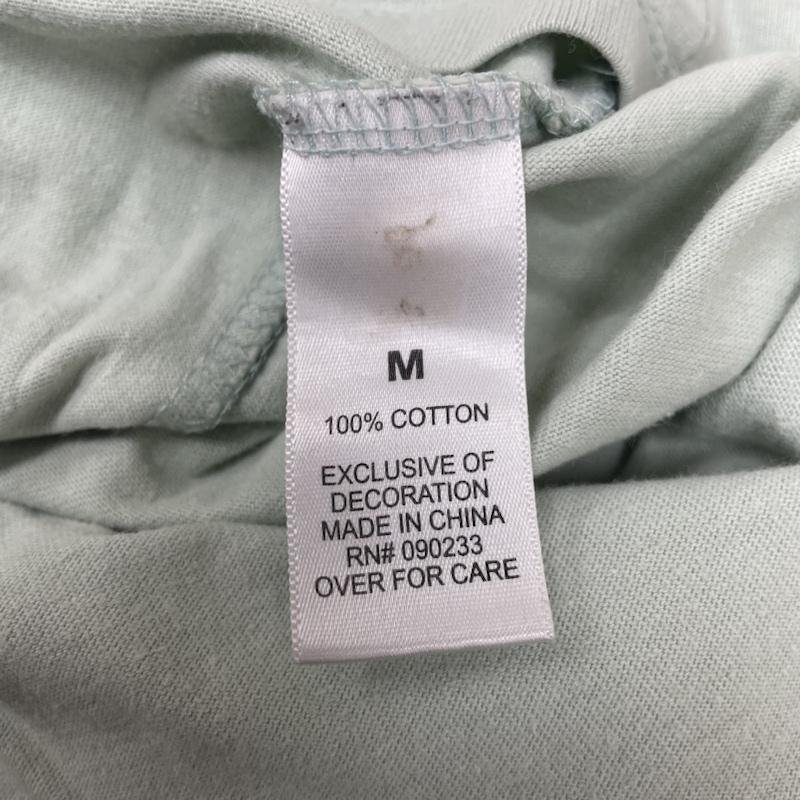 M
100% COTTON
EXCLUSIVE OF
DECORATION
MADE IN CHINA
RN# 090233
OVER FOR CARE